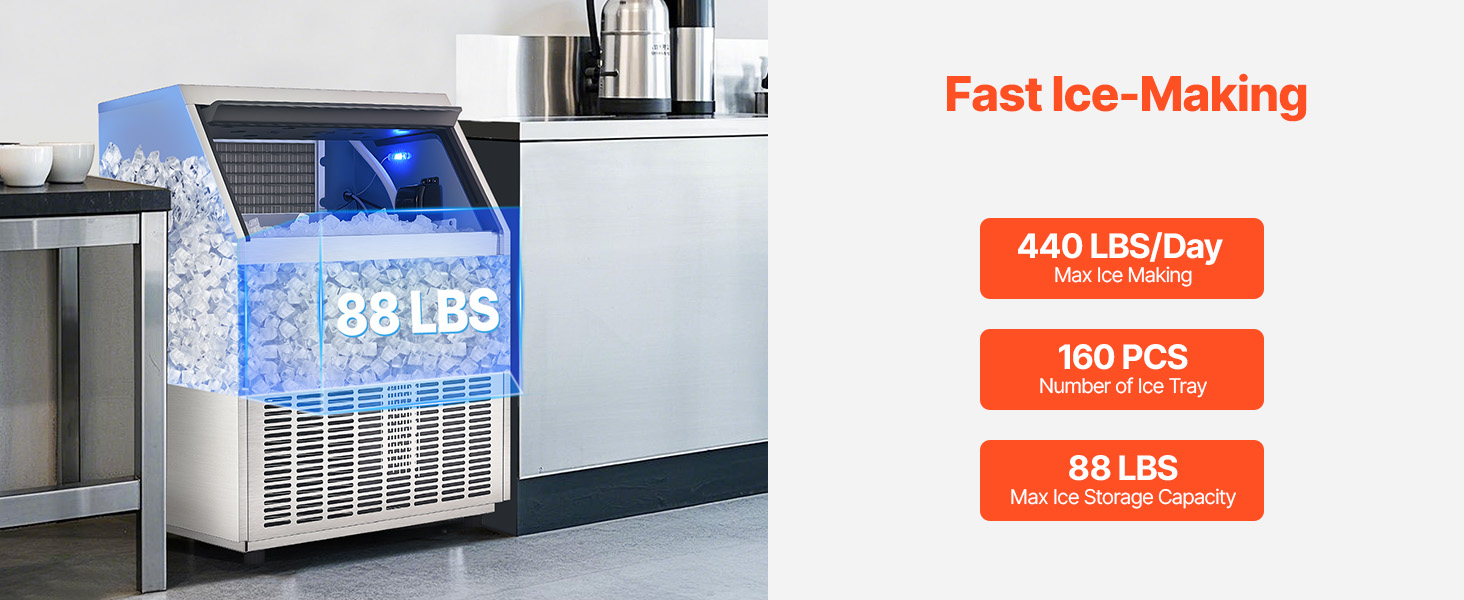 88 LBS
Fast Ice-Making
440 LBS/Day
Max Ice Making
160 PCS
Number of Ice Tray
88 LBS
Max Ice Storage Capacity